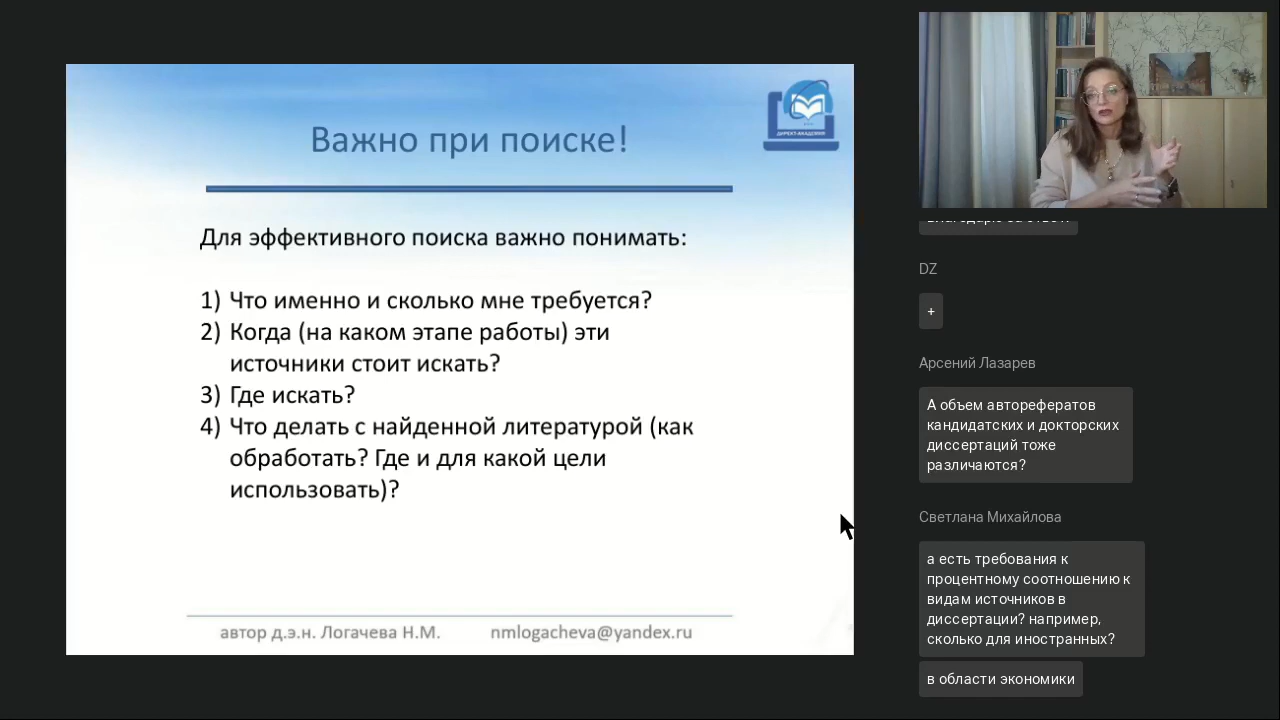 Важно при поиске!
ДИРЕКТ-АКАДЕМИЯ
Для эффективного поиска важно понимать:
1) Что именно и сколько мне требуется?
2) Когда (на каком этапе работы) эти
источники стоит искать?
3) Где искать?
4) Что делать с найденной литературой (как
обработать? Где и для какой цели
использовать)?
автор д.э.н. Логачева Н.М. nmlogacheva@yandex.ru
DZ
+
Арсений Лазарев
А объем авторефератов
кандидатских и докторских
диссертаций тоже
различаются?
Светлана Михайлова
а есть требования к
процентному соотношению к
видам источников в
диссертации? например,
сколько для иностранных?
в области экономики